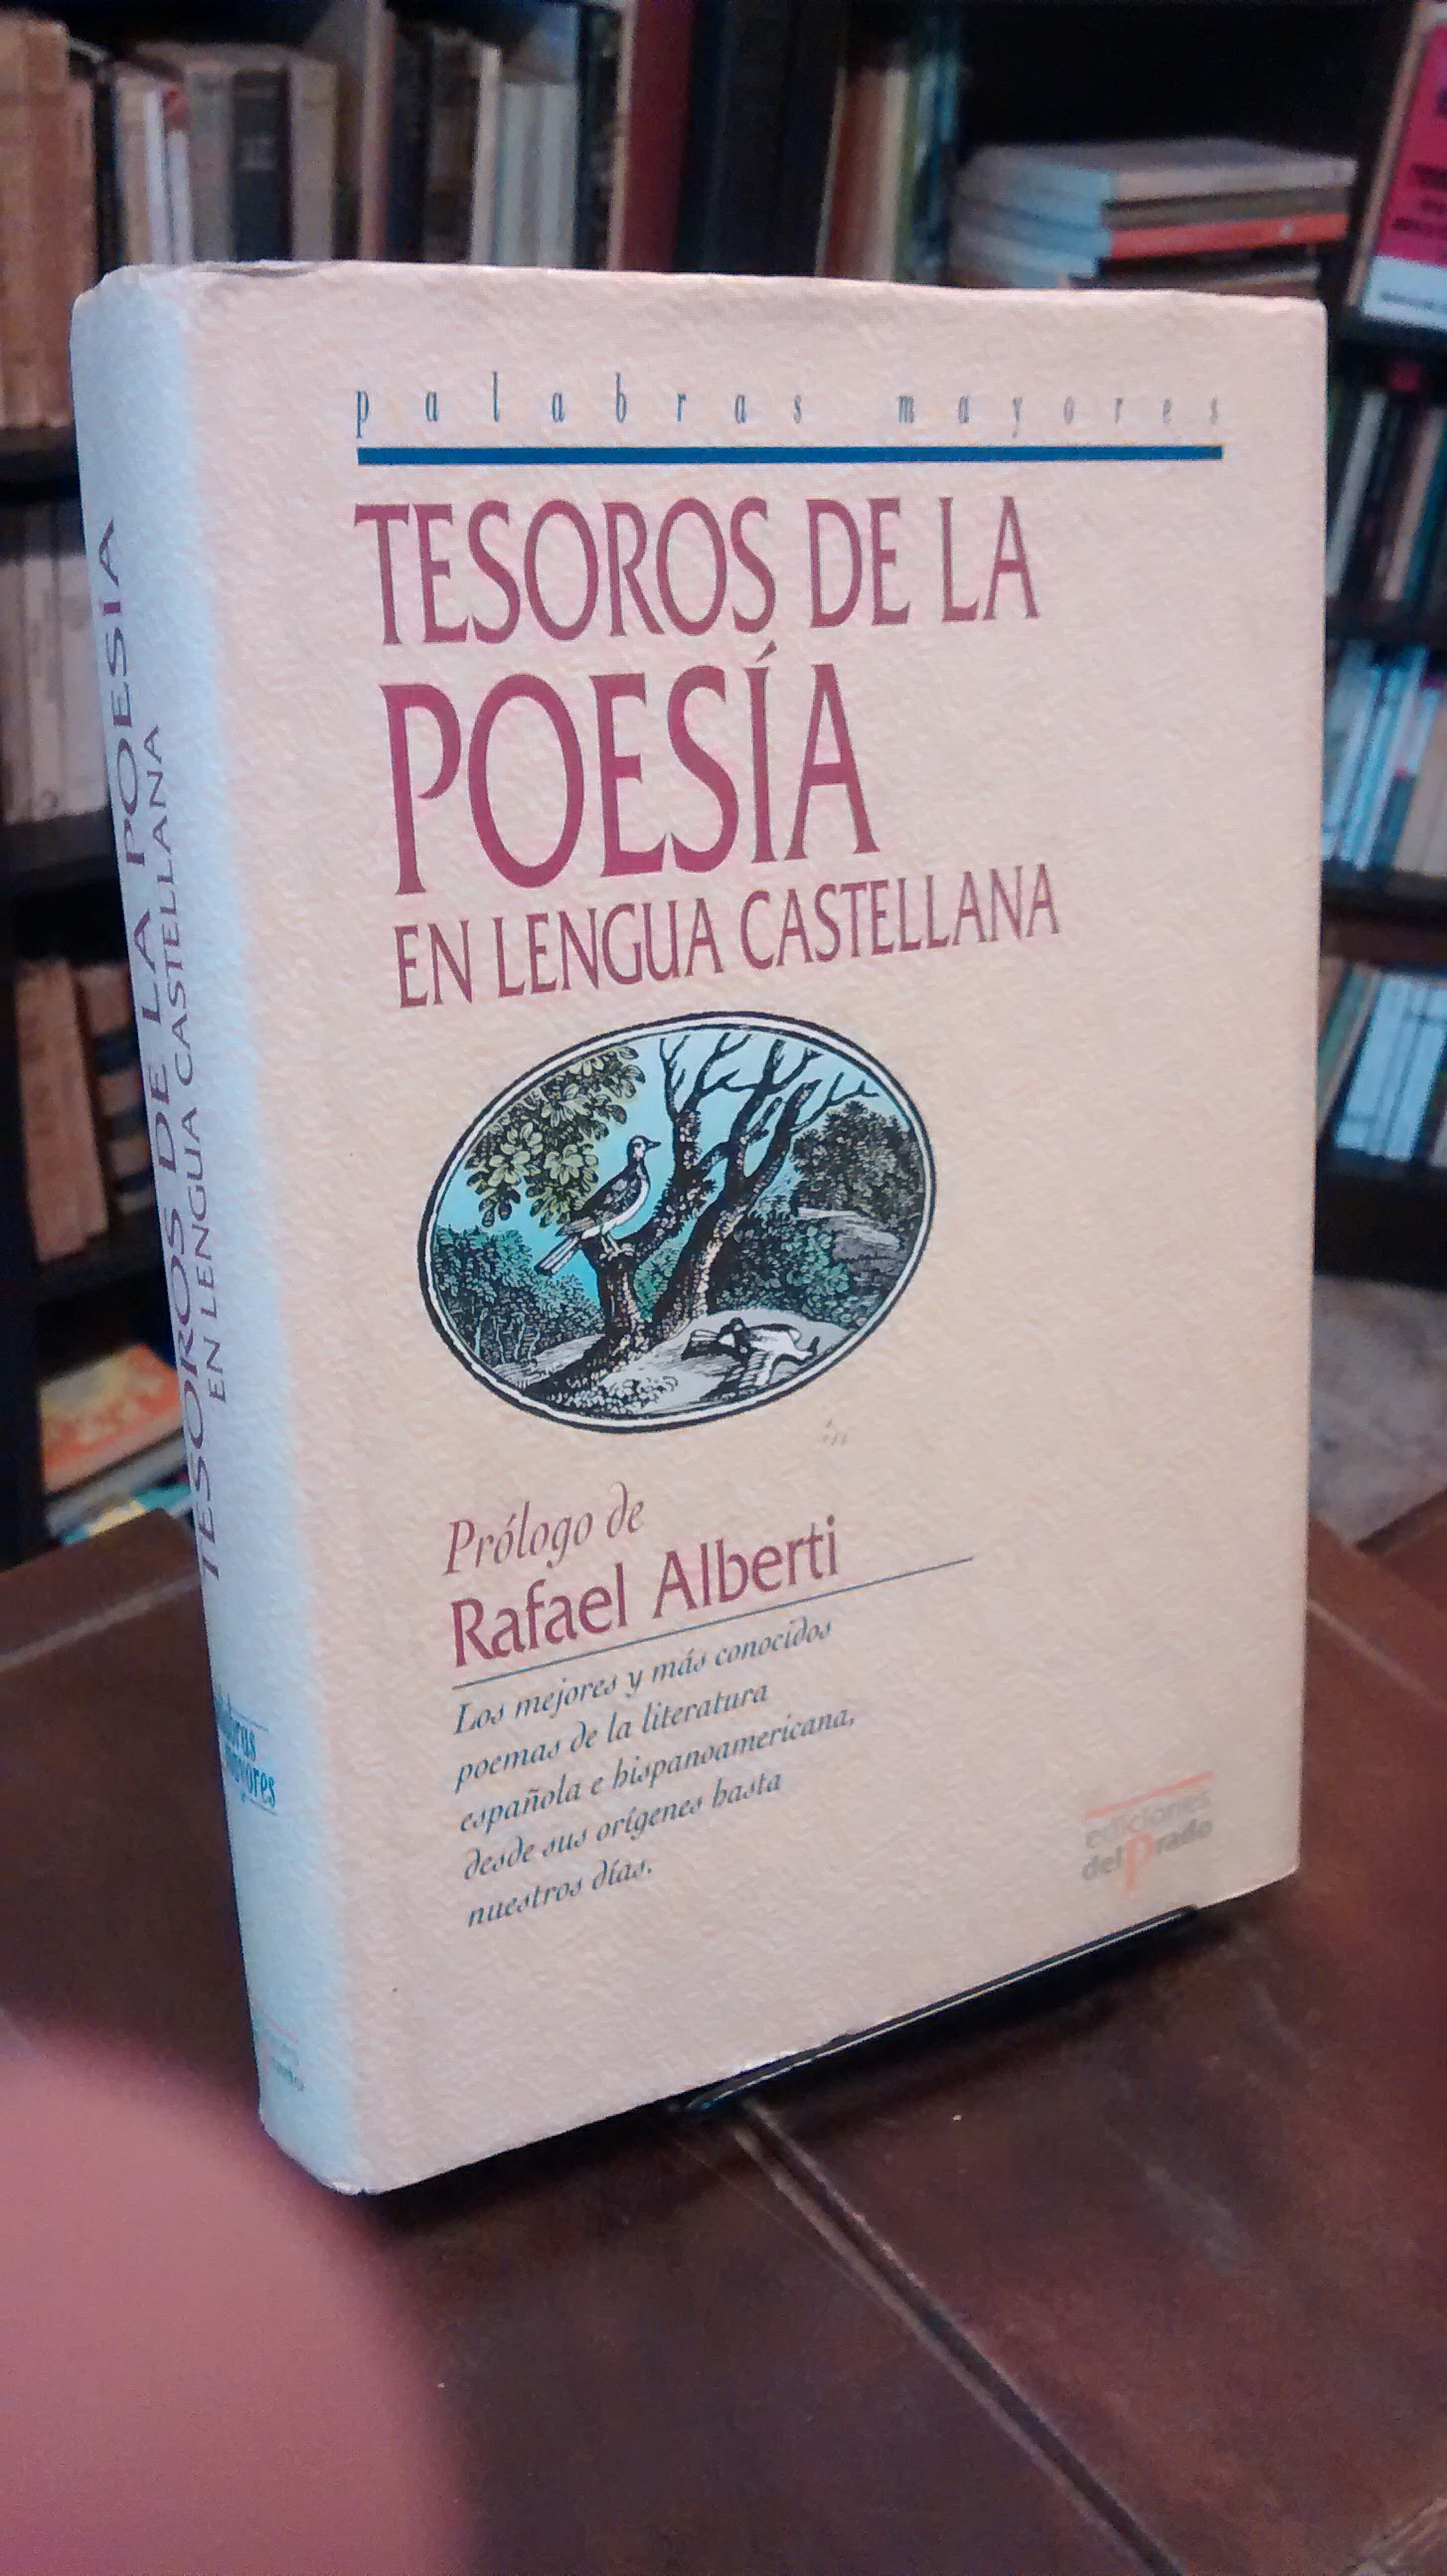 palabras mayores
TESOROS DE LA
POESÍA
EN LENGUA CASTELLANA
Prólogo de
Rafael Alberti
Los mejores y más conocidos
poemas de la literatura
española e hispanoamericana,
desde sus orígenes hasta
nuestros días.
ediciones
del Prado
TESOROS DE LA POESÍA
EN LENGUA CASTELLANA
mayores